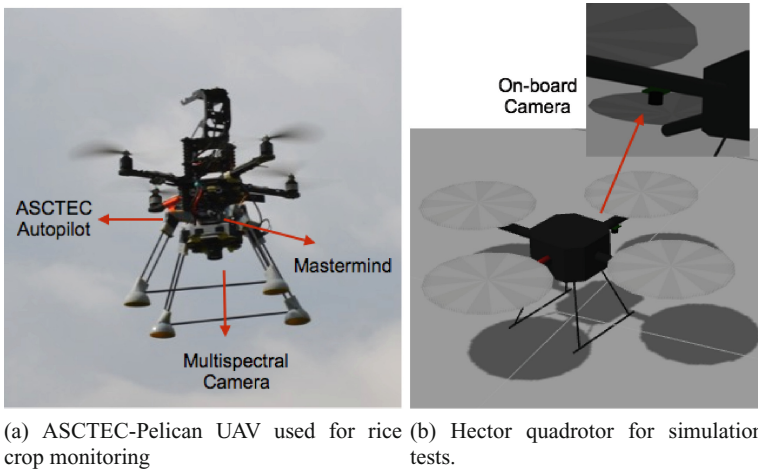 On-board
Camera
ASCTEC
Autopilot
Mastermind
Multispectral
Camera
(a) ASCTEC-Pelican UAV used for rice
crop monitoring
(b) Hector quadrotor for simulation
tests.